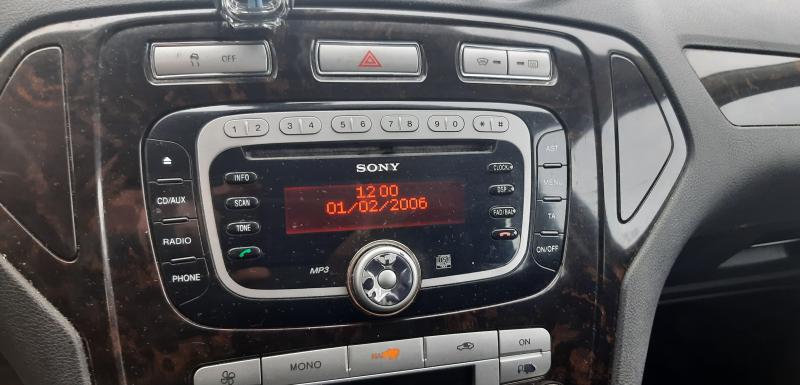 OFF
1 2 3 4 5 6 7 8 9 0 * #
SONY
INFO
CLOCK
AST
SCAN
12 00
DSP
MENU
CD/AUX
01/02/2006
FAD/BAL
TA
TONE
RADIO
ON/OFF
PHONE
MP3
MONO
MAX
ON